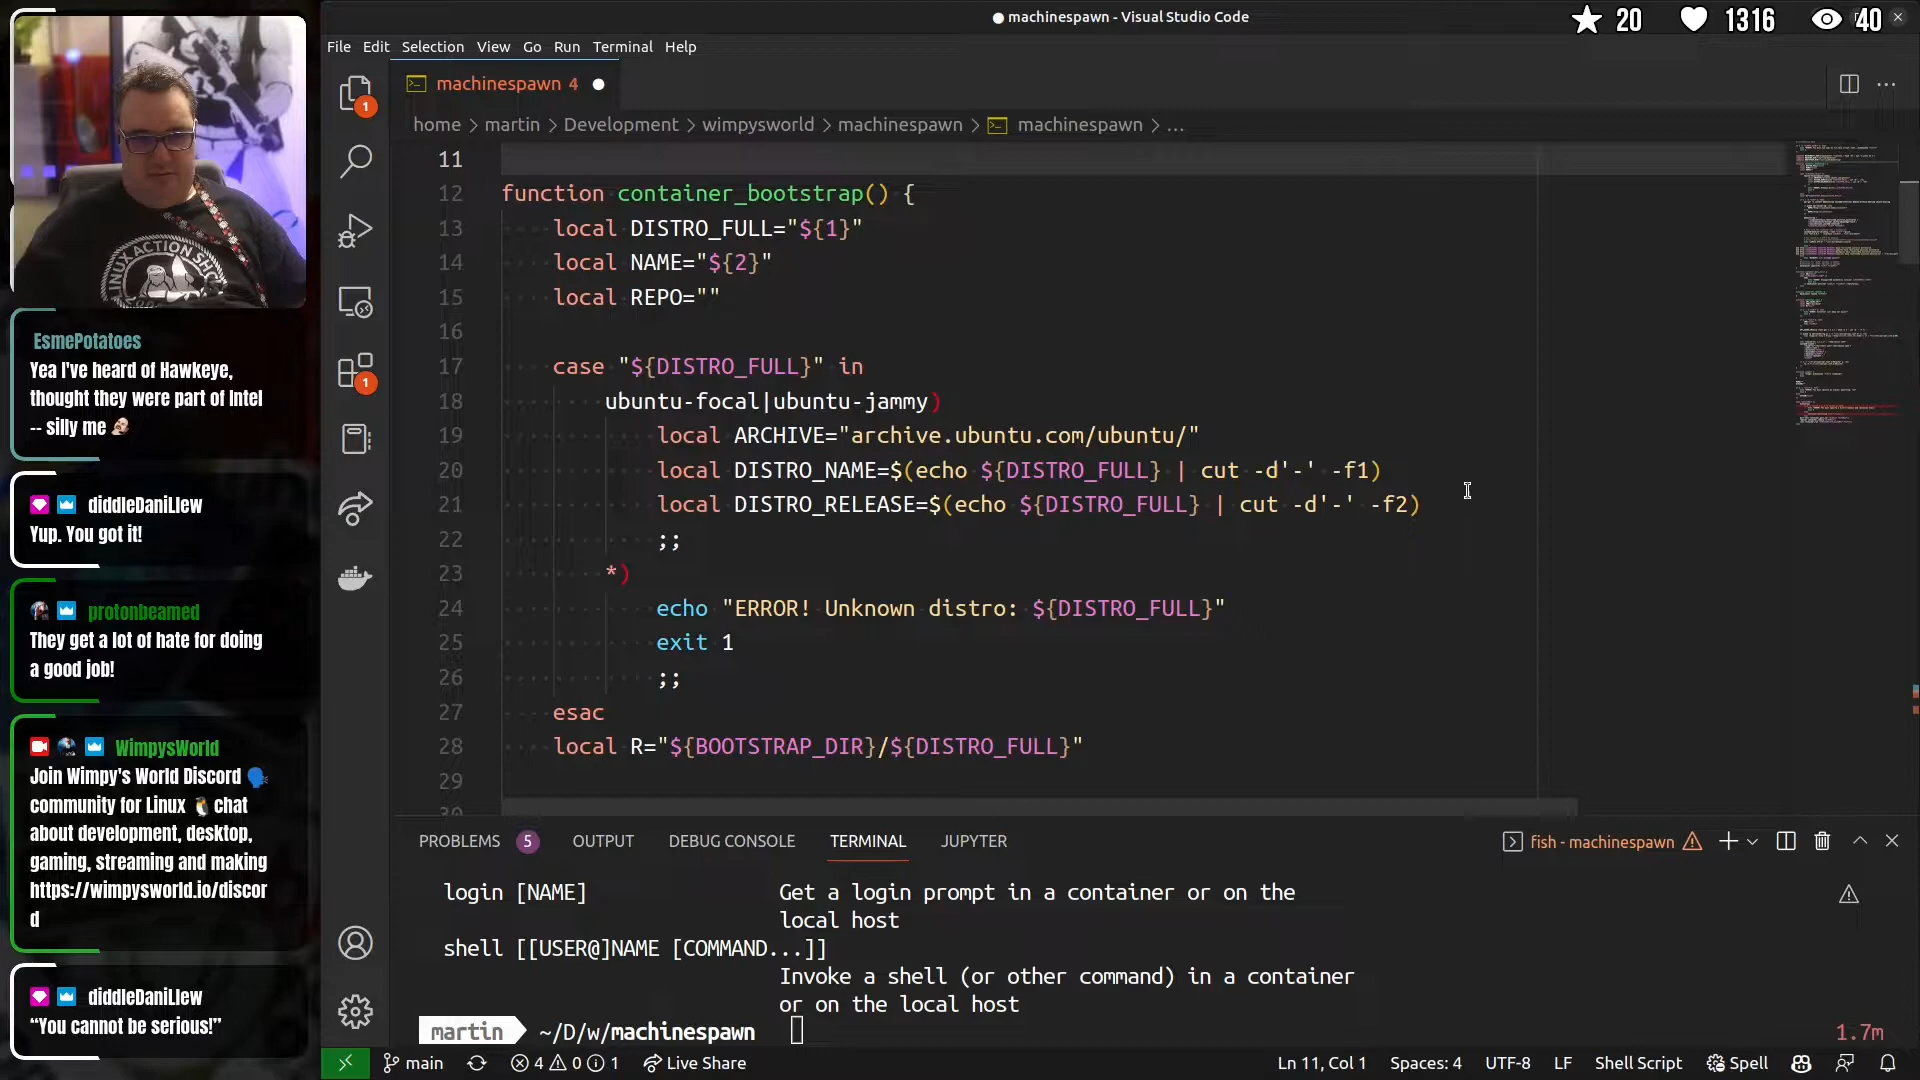 machinespawn - Visual Studio Code
20
1316
40
File Edit Selection View Go Run Terminal Help
machinespawn 4
home > martin > Development > wimpysworld > machinespawn > machinespawn > ...
11
12 function container_bootstrap() {
13 local DISTRO_FULL="${1}"
14 local NAME="${2}"
15 local REPO=""
16
17 case "${DISTRO_FULL}" in
18 ubuntu-focal|ubuntu-jammy)
19 local ARCHIVE="archive.ubuntu.com/ubuntu/"
20 local DISTRO_NAME=$(echo ${DISTRO_FULL} | cut -d'-' -f1)
21 local DISTRO_RELEASE=$(echo ${DISTRO_FULL} | cut -d'-' -f2)
22 ;;
23 *)
24 echo "ERROR! Unknown distro: ${DISTRO_FULL}"
25 exit 1
26 ;;
27 esac
28 local R="${BOOTSTRAP_DIR}/${DISTRO_FULL}"
29
30
1
1
LINUX ACTION SHOW
EsmePotatoes
Yea I've heard of Hawkeye,
thought they were part of Intel
-- silly me
diddleDaniLlew
Yup. You got it!
protonbeamed
They get a lot of hate for doing
a good job!
WimpysWorld
Join Wimpy's World Discord
community for Linux chat
about development, desktop,
gaming, streaming and making
https://wimpysworld.io/discor
d
diddleDaniLlew
“You cannot be serious!”
PROBLEMS 5 OUTPUT DEBUG CONSOLE TERMINAL JUPYTER
fish - machinespawn
login [NAME] Get a login prompt in a container or on the
local host
shell [[USER@]NAME [COMMAND...]]
Invoke a shell (or other command) in a container
or on the local host
martin ~/D/w/machinespawn
1.7m
main 4 0 1 Live Share
Ln 11, Col 1 Spaces: 4 UTF-8 LF Shell Script Spell